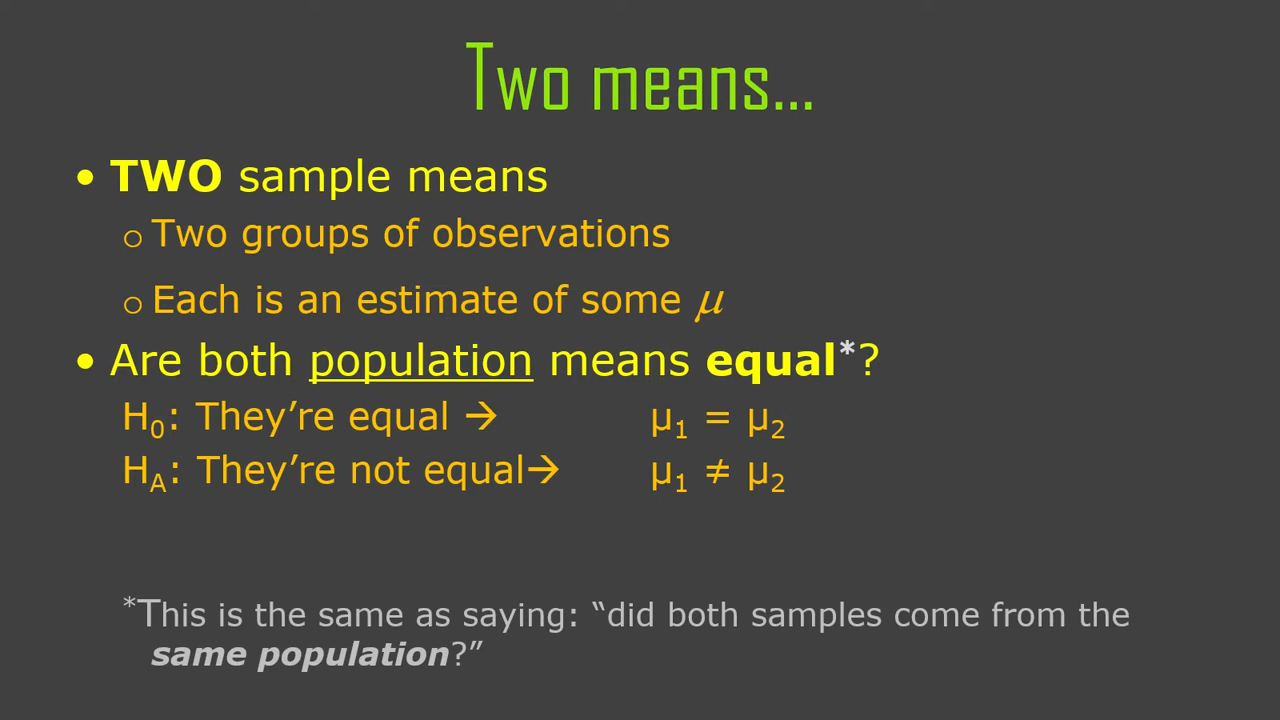 Two means...
• TWO sample means
o Two groups of observations
o Each is an estimate of some μ
• Are both population means equal*?
H₀: They’re equal → μ₁ = μ₂
H_A: They’re not equal→ μ₁ ≠ μ₂
*This is the same as saying: “did both samples come from the
same population?”